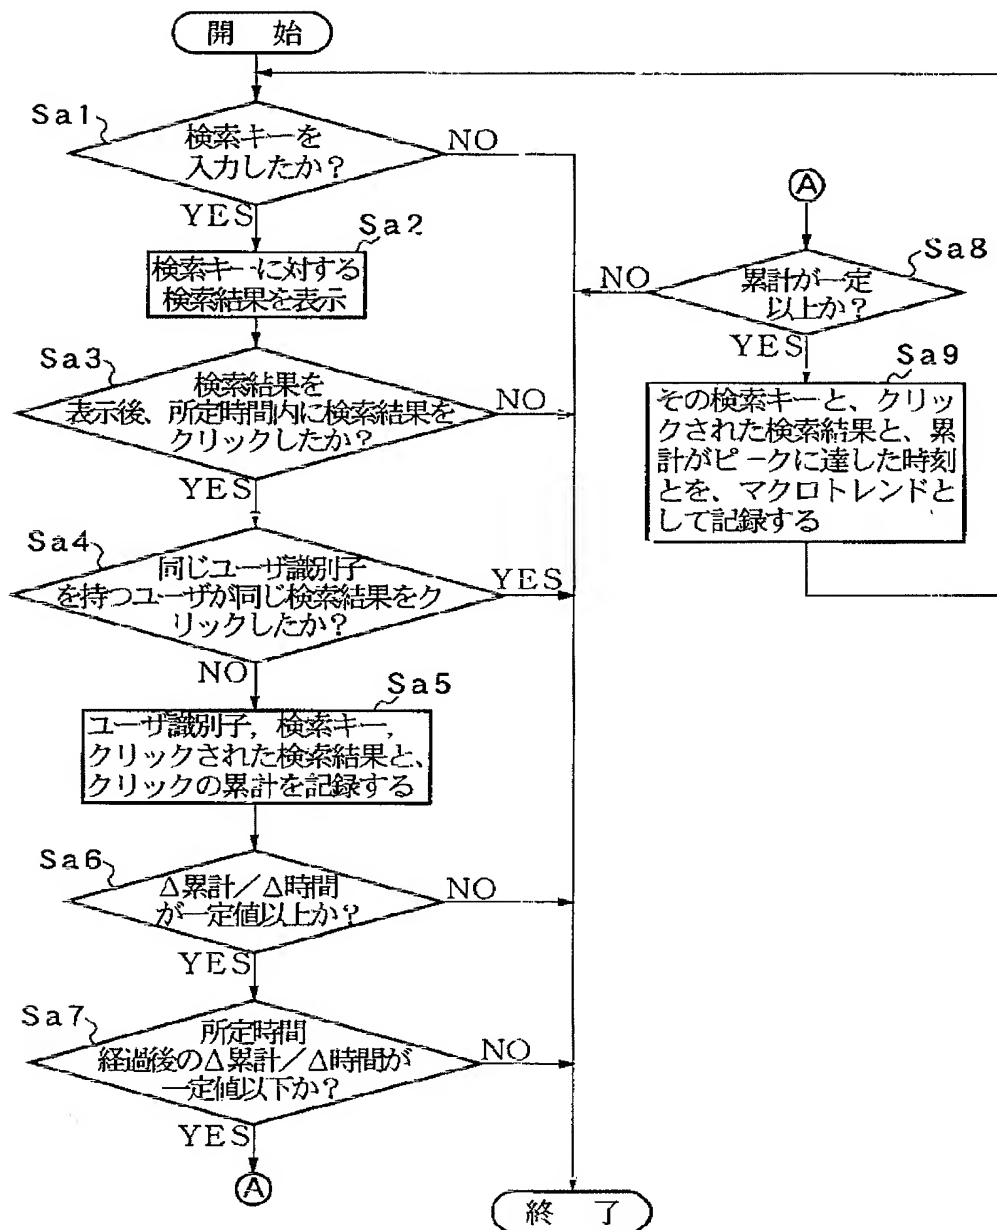 開 始
Sa1
検索キーを
入力したか？
NO
YES
Sa2
検索キーに対する
検索結果を表示
Sa3
検索結果を
表示後、所定時間内に検索結果を
クリックしたか？
NO
YES
Sa4
同じユーザ識別子
を持つユーザが同じ検索結果をク
リックしたか？
YES
NO
Sa5
ユーザ識別子，検索キー，
クリックされた検索結果と、
クリックの累計を記録する
Sa6
Δ累計／Δ時間
が一定値以上か？
NO
YES
Sa7
所定時間
経過後のΔ累計／Δ時間が
一定値以下か？
NO
YES
A
A
Sa8
累計が一定
以上か？
NO
YES
Sa9
その検索キーと、クリッ
クされた検索結果と、累
計がピークに達した時刻
とを、マクロトレンドと
して記録する
終 了